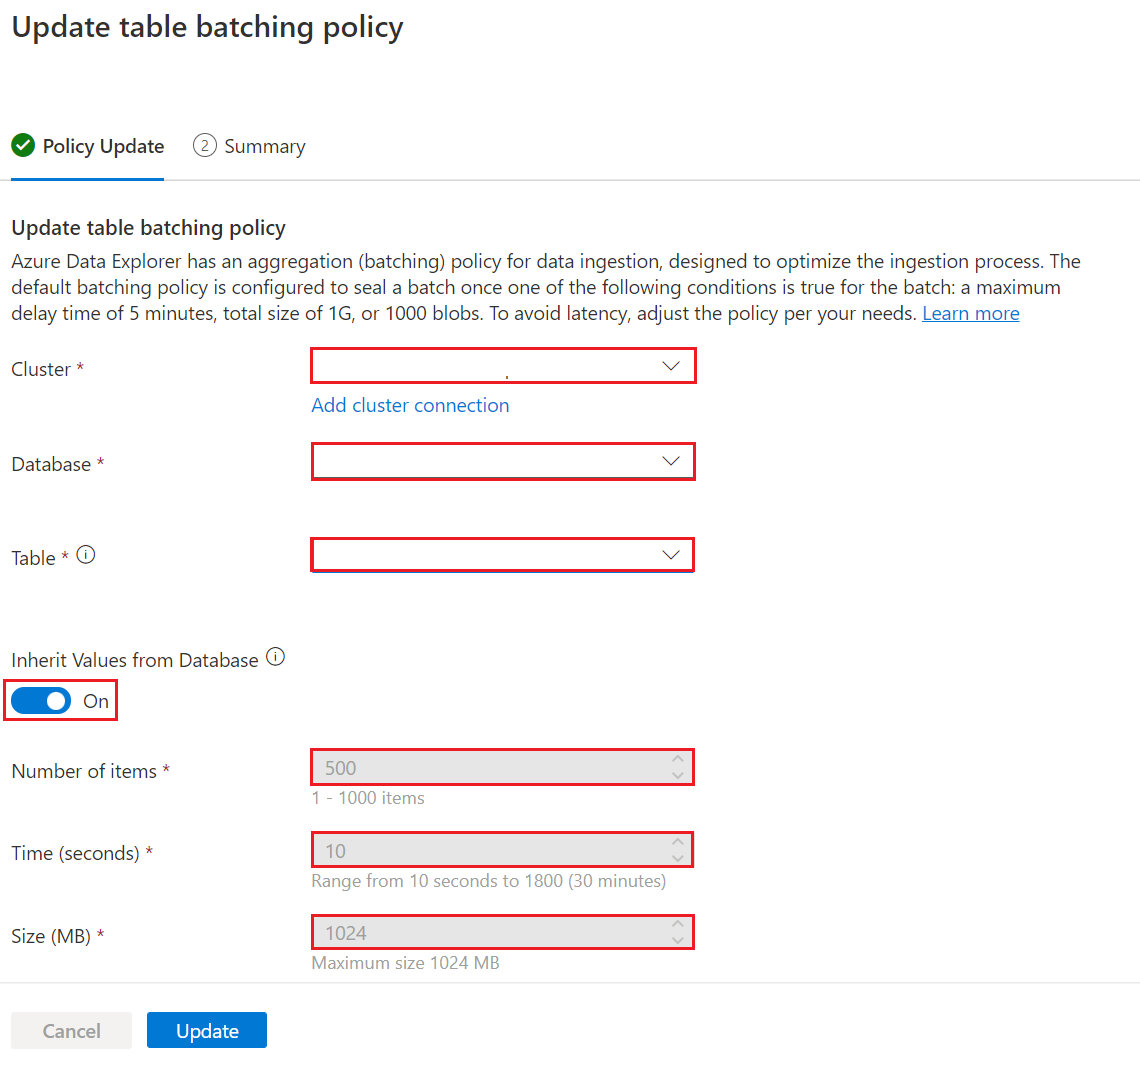 Update table batching policy
Policy Update
2 Summary
Update table batching policy
Azure Data Explorer has an aggregation (batching) policy for data ingestion, designed to optimize the ingestion process. The
default batching policy is configured to seal a batch once one of the following conditions is true for the batch: a maximum
delay time of 5 minutes, total size of 1G, or 1000 blobs. To avoid latency, adjust the policy per your needs. Learn more
Cluster *
Add cluster connection
Database *
Table *
Inherit Values from Database
On
Number of items *
500
1 - 1000 items
Time (seconds) *
10
Range from 10 seconds to 1800 (30 minutes)
Size (MB) *
1024
Maximum size 1024 MB
Cancel
Update